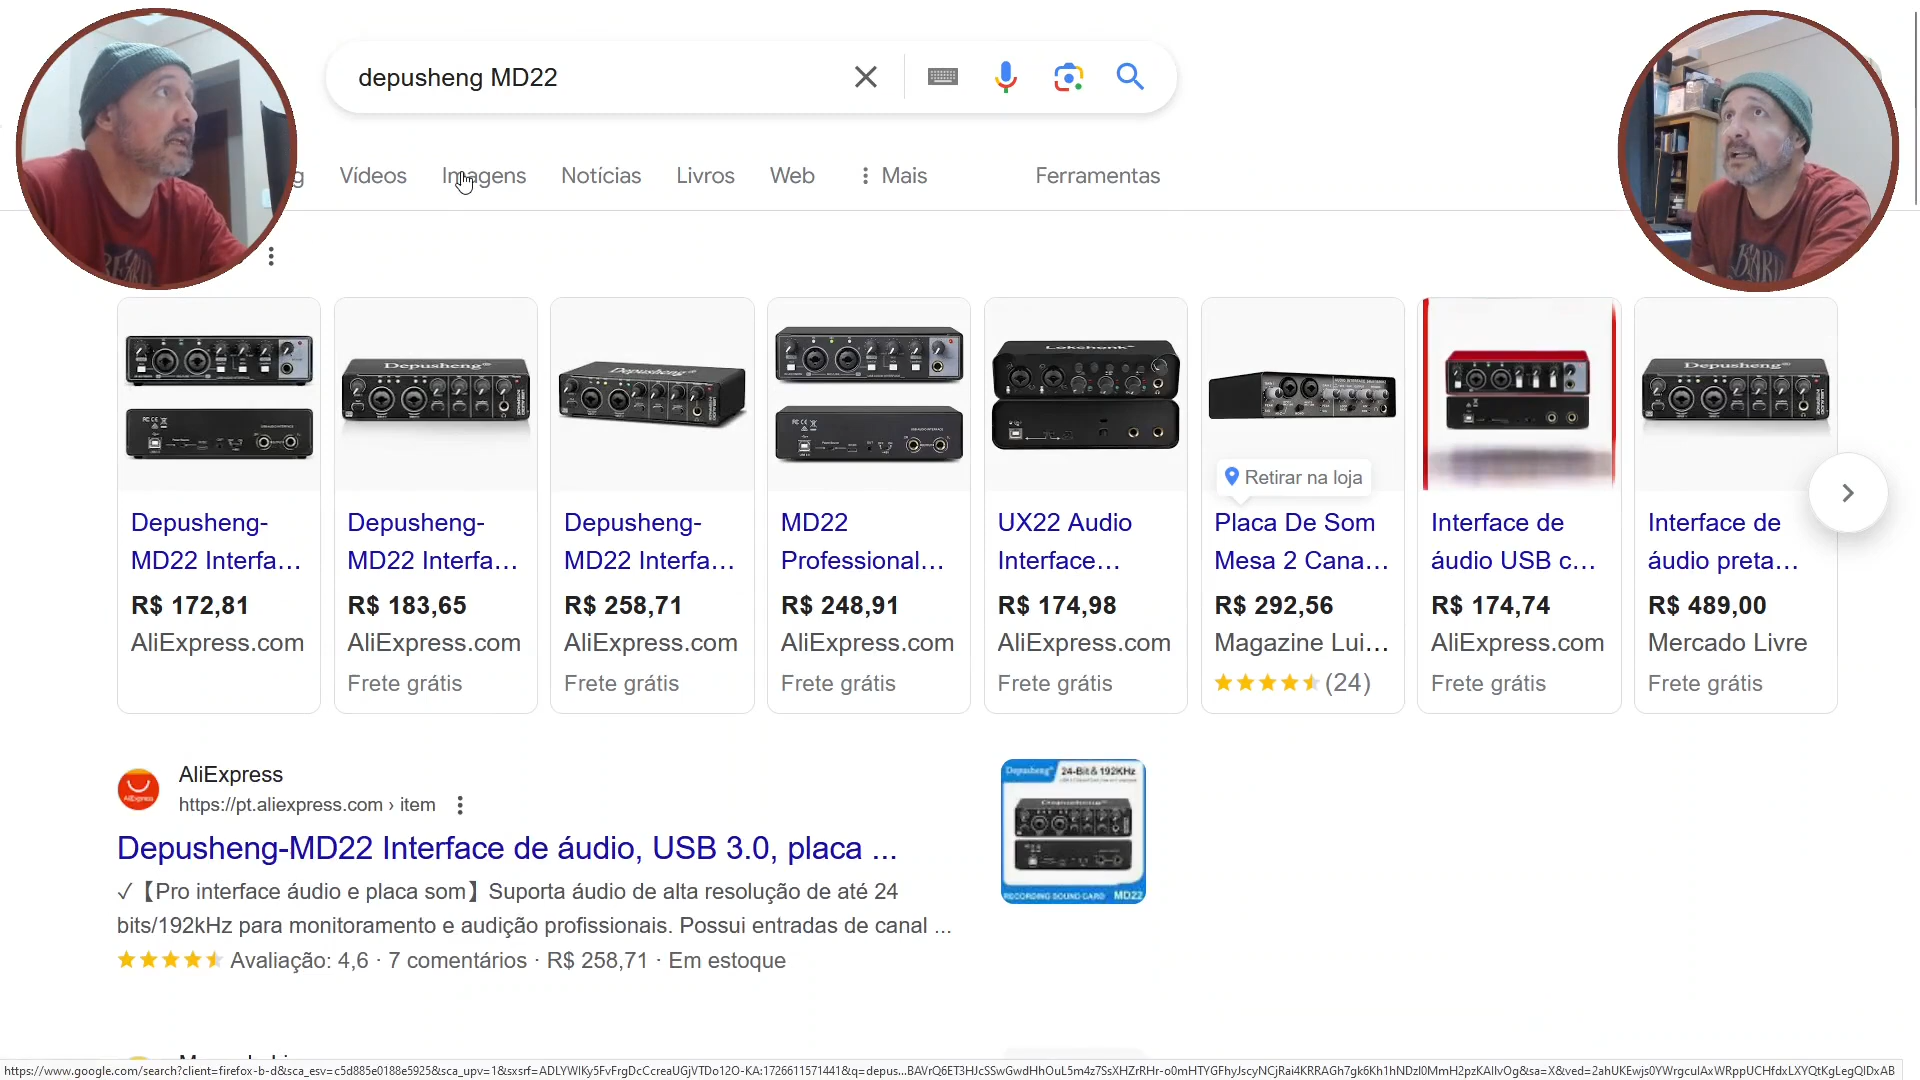 depusheng MD22
Vídeos
Imagens
Notícias
Livros
Web
Mais
Ferramentas
Retirar na loja
Depusheng-
MD22 Interfa...
R$ 172,81
AliExpress.com
Depusheng-
MD22 Interfa...
R$ 183,65
AliExpress.com
Frete grátis
Depusheng-
MD22 Interfa...
R$ 258,71
AliExpress.com
Frete grátis
MD22
Professional...
R$ 248,91
AliExpress.com
Frete grátis
UX22 Audio
Interface...
R$ 174,98
AliExpress.com
Frete grátis
Placa De Som
Mesa 2 Cana...
R$ 292,56
Magazine Lui...
(24)
Interface de
áudio USB c...
R$ 174,74
AliExpress.com
Frete grátis
Interface de
áudio preta...
R$ 489,00
Mercado Livre
Frete grátis
AliExpress
https://pt.aliexpress.com › item
Depusheng-MD22 Interface de áudio, USB 3.0, placa ...
✓【Pro interface áudio e placa som】Suporta áudio de alta resolução de até 24
bits/192kHz para monitoramento e audição profissionais. Possui entradas de canal ...
Avaliação: 4,6 · 7 comentários · R$ 258,71 · Em estoque
Depusheng® 24-Bit & 192KHz
RECORDING SOUND CARD MD22